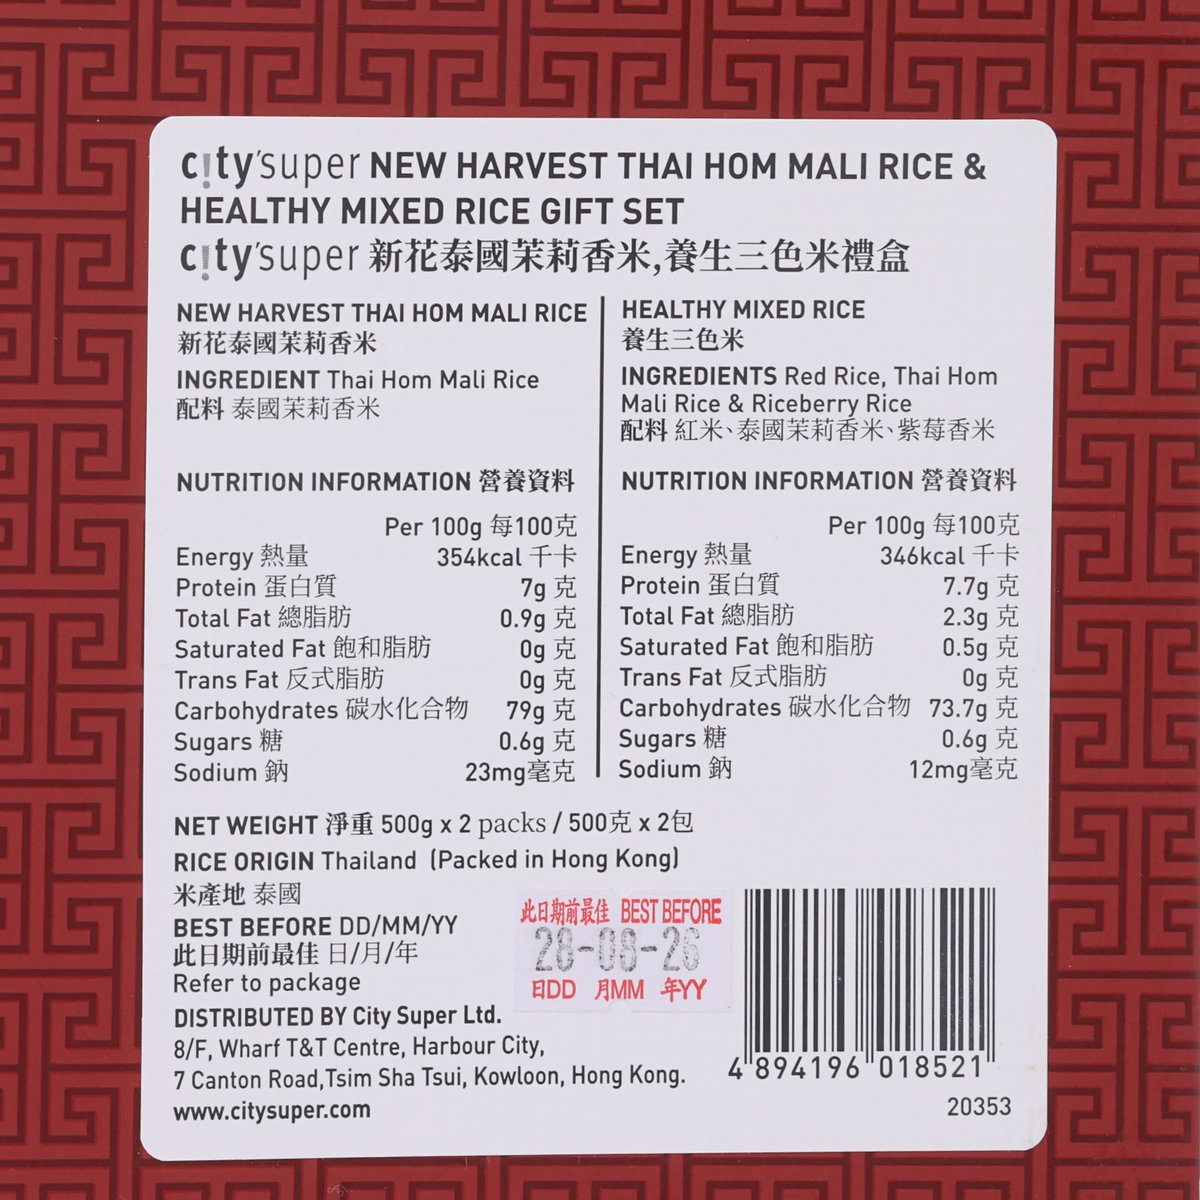 city'super NEW HARVEST THAI HOM MALI RICE &
HEALTHY MIXED RICE GIFT SET
city'super 新花泰國茉莉香米,養生三色米禮盒
NEW HARVEST THAI HOM MALI RICE
新花泰國茉莉香米
INGREDIENT Thai Hom Mali Rice
配料 泰國茉莉香米
NUTRITION INFORMATION 營養資料
Per 100g 每100克
Energy 熱量 354kcal 千卡
Protein 蛋白質 7g 克
Total Fat 總脂肪 0.9g 克
Saturated Fat 飽和脂肪 0g 克
Trans Fat 反式脂肪 0g 克
Carbohydrates 碳水化合物 79g 克
Sugars 糖 0.6g 克
Sodium 鈉 23mg毫克
HEALTHY MIXED RICE
養生三色米
INGREDIENTS Red Rice, Thai Hom
Mali Rice & Riceberry Rice
配料 紅米、泰國茉莉香米、紫莓香米
NUTRITION INFORMATION 營養資料
Per 100g 每100克
Energy 熱量 346kcal 千卡
Protein 蛋白質 7.7g 克
Total Fat 總脂肪 2.3g 克
Saturated Fat 飽和脂肪 0.5g 克
Trans Fat 反式脂肪 0g 克
Carbohydrates 碳水化合物 73.7g 克
Sugars 糖 0.6g 克
Sodium 鈉 12mg毫克
NET WEIGHT 淨重 500g x 2 packs / 500克 x 2包
RICE ORIGIN Thailand (Packed in Hong Kong)
米產地 泰國
BEST BEFORE DD/MM/YY
此日期前最佳 日/月/年
Refer to package
此日期前最佳 BEST BEFORE
28-08-26
日DD 月MM 年YY
DISTRIBUTED BY City Super Ltd.
8/F, Wharf T&T Centre, Harbour City,
7 Canton Road,Tsim Sha Tsui, Kowloon, Hong Kong.
www.citysuper.com
4 894196 018521
20353